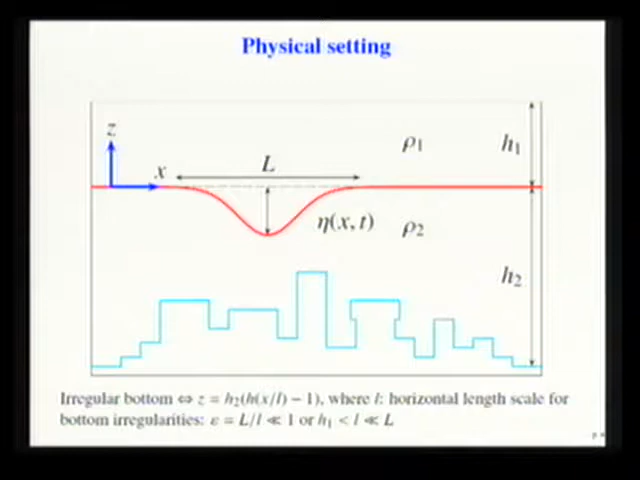 Physical setting
z
ρ₁
h₁
L
x
η(x, t)
ρ₂
h₂
Irregular bottom ⇔ z = h₂(h(x/l) − 1), where l: horizontal length scale for
bottom irregularities: ε = L/l ≪ 1 or h₁ < l ≪ L